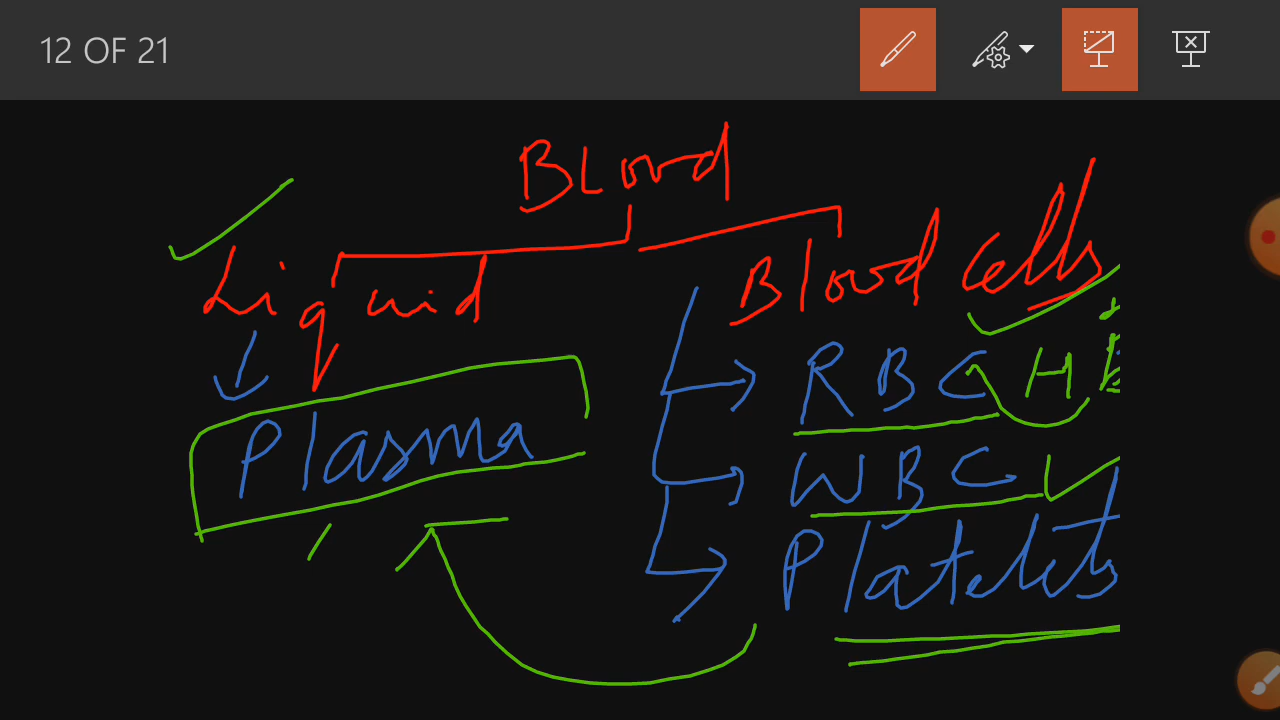 12 OF 21
Blood
Liquid Blood Cells
Plasma
RBC H
WBC
Platelets